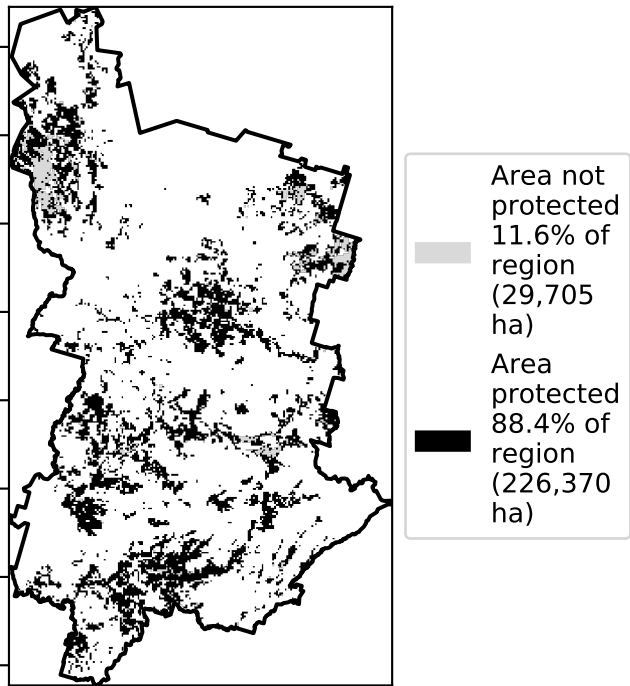 Area not
protected
11.6% of
region
(29,705
ha)
Area
protected
88.4% of
region
(226,370
ha)